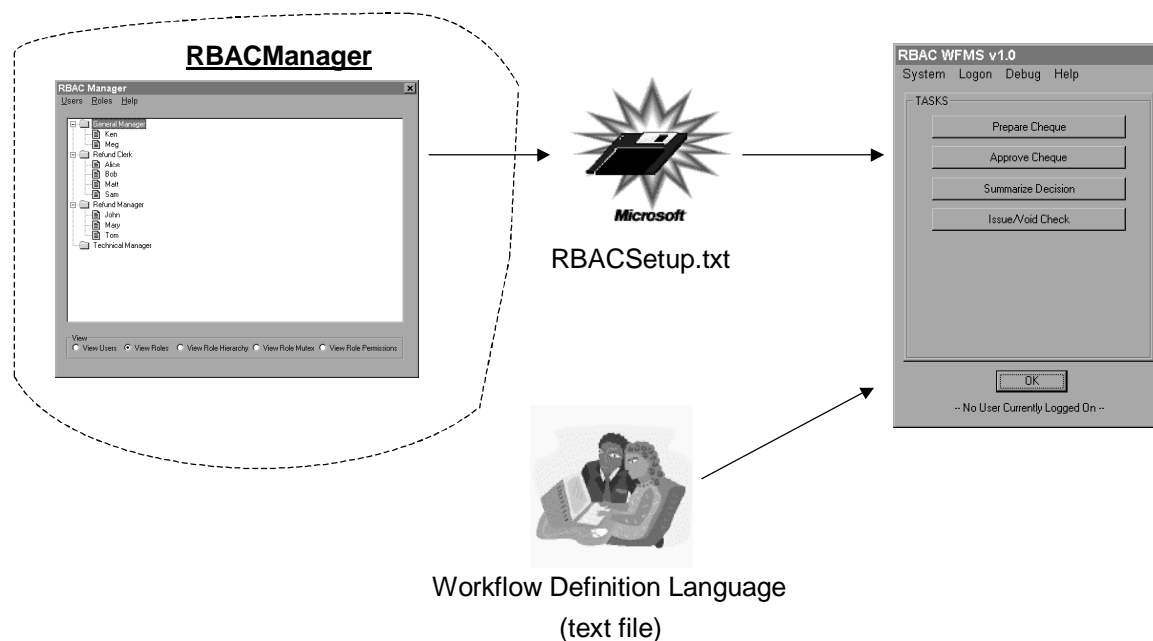 RBACManager
RBAC Manager
Users Roles Help
General Manager
Ken
Meg
Refund Clerk
Alice
Bob
Matt
Sam
Refund Manager
John
Mary
Tom
Technical Manager
View
View Users View Roles View Role Hierarchy View Role Mutex View Role Permissions
Microsoft
RBACSetup.txt
RBAC WFMS v1.0
System Logon Debug Help
TASKS
Prepare Cheque
Approve Cheque
Summarize Decision
Issue/Void Check
OK
-- No User Currently Logged On --
Workflow Definition Language
(text file)